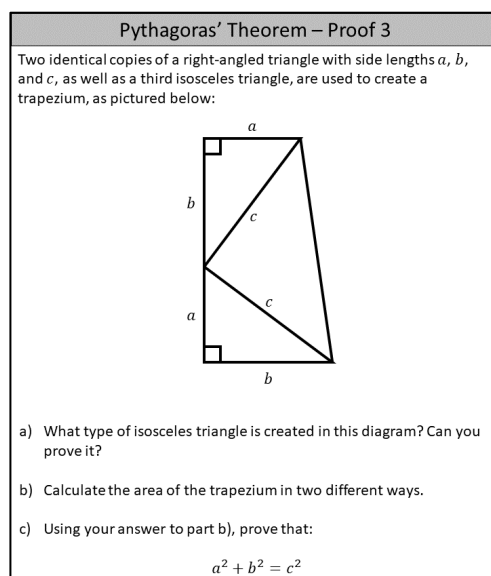 Pythagoras' Theorem – Proof 3
Two identical copies of a right-angled triangle with side lengths a, b,
and c, as well as a third isosceles triangle, are used to create a
trapezium, as pictured below:
a
b
c
c
a
b
a) What type of isosceles triangle is created in this diagram? Can you
prove it?
b) Calculate the area of the trapezium in two different ways.
c) Using your answer to part b), prove that:
a² + b² = c²